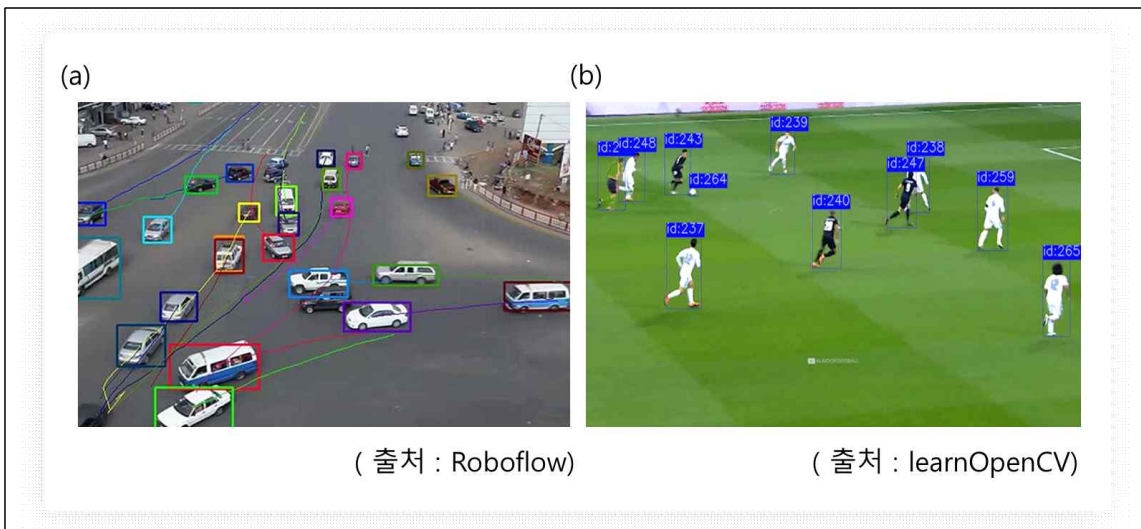 (a)
(b)
id:248
id:243
id:239
id:264
id:238
id:247
id:259
id:240
id:237
id:265
( 출처 : Roboflow)
( 출처 : learnOpenCV)